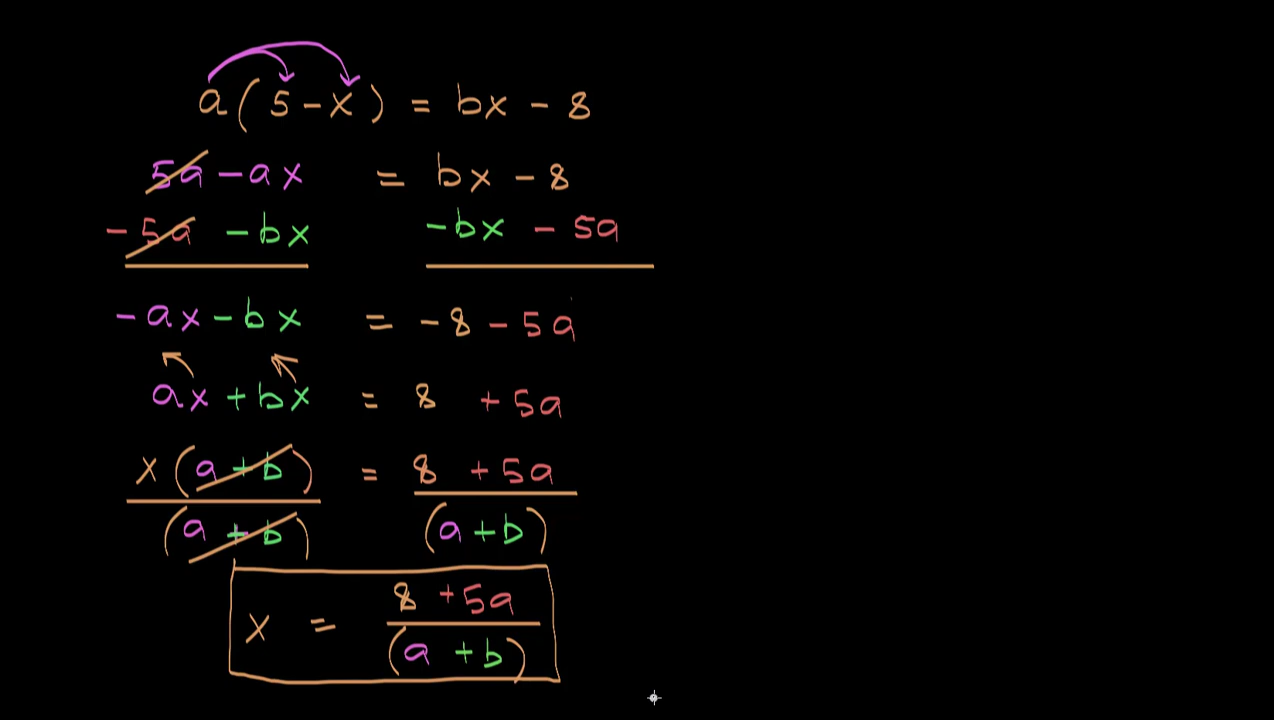 a(5-x) = bx - 8
5a - ax = bx - 8
- 5a - bx -bx - 5a
- ax - bx = - 8 - 5a
ax + bx = 8 + 5a
x(a+b) = 8 + 5a
(a+b) (a+b)
x = 8 + 5a
(a + b)